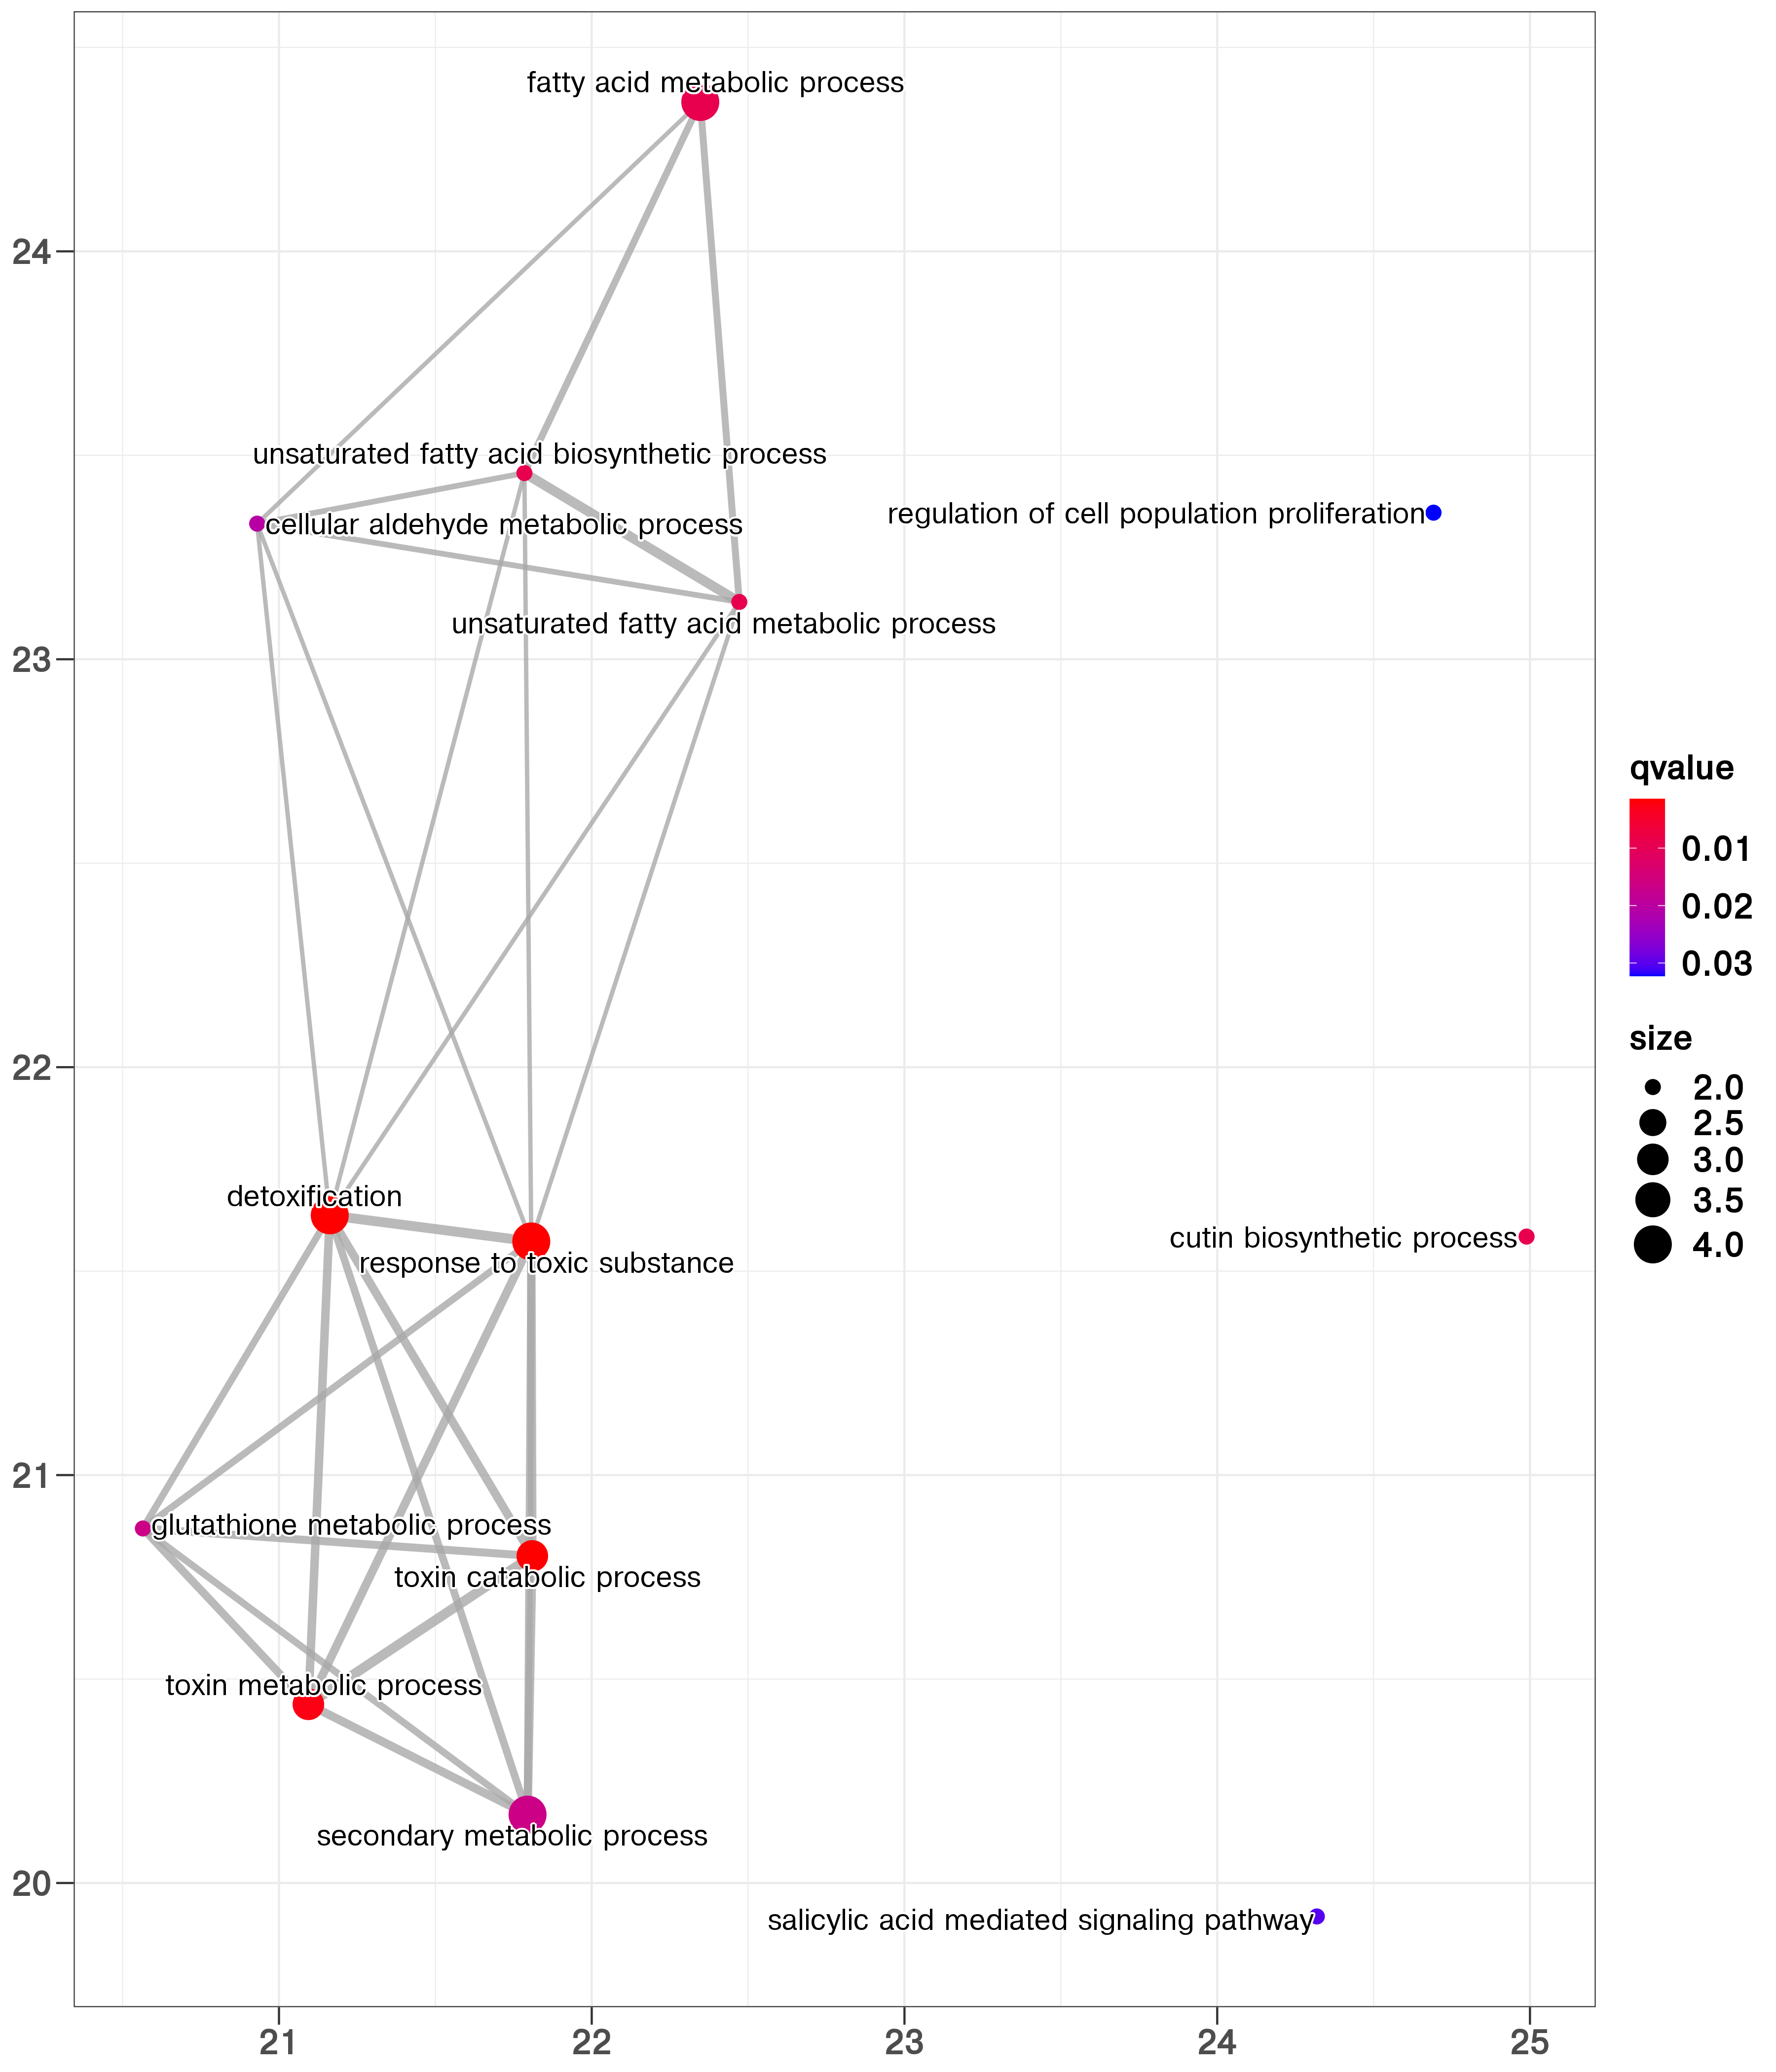 fatty acid metabolic process
24
unsaturated fatty acid biosynthetic process
regulation of cell population proliferation
cellular aldehyde metabolic process
unsaturated fatty acid metabolic process
23
22
detoxification
response to toxic substance
cutin biosynthetic process
21
glutathione metabolic process
toxin catabolic process
toxin metabolic process
secondary metabolic process
20
salicylic acid mediated signaling pathway
21
22
23
24
25
qvalue
0.01
0.02
0.03
size
2.0
2.5
3.0
3.5
4.0